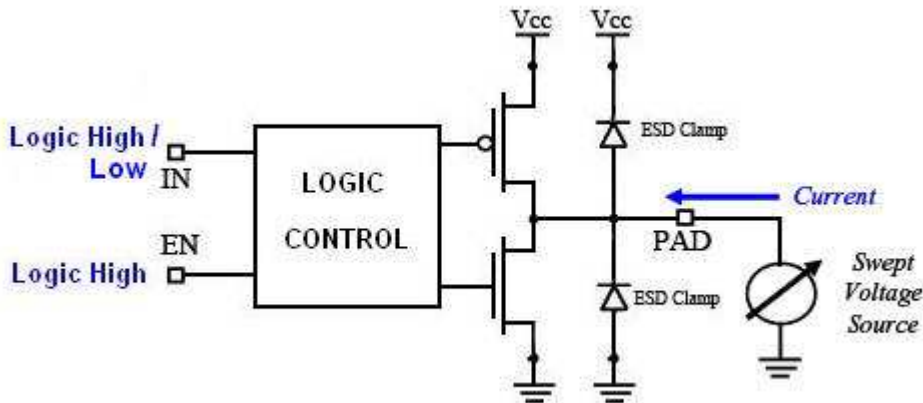 Vcc
Vcc
Logic High /
Low
IN
LOGIC
CONTROL
ESD Clamp
Current
EN
Logic High
PAD
ESD Clamp
Swept
Voltage
Source